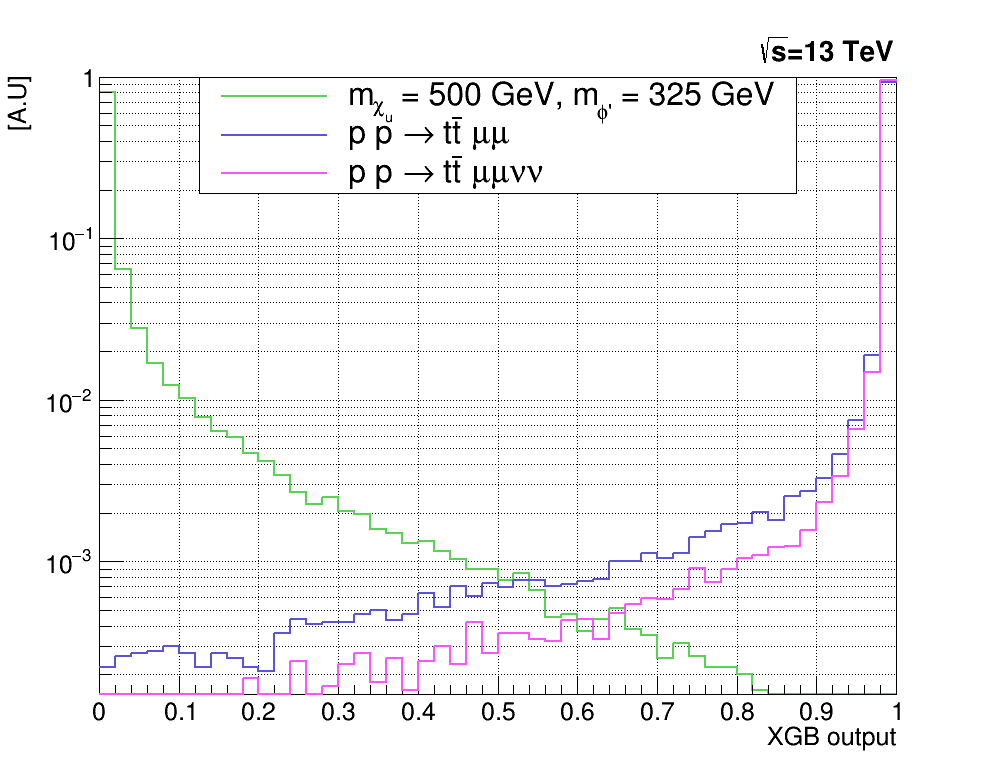 √s=13 TeV
[A.U]
m_χ_u = 500 GeV, m_ϕ' = 325 GeV
p p → tt̄ μμ
p p → tt̄ μμνν
1
10⁻¹
10⁻²
10⁻³
0 0.1 0.2 0.3 0.4 0.5 0.6 0.7 0.8 0.9 1
XGB output